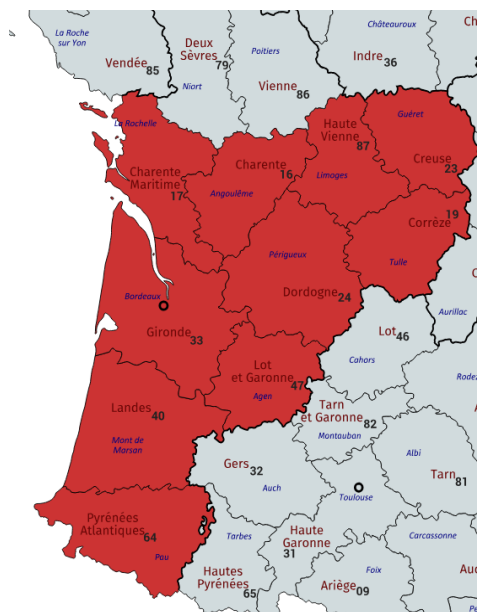 La Roche
sur Yon
Vendée
85
Deux
Sèvres
79
Niort
Poitiers
Vienne
86
Châteauroux
Indre
36
Ch
La Rochelle
Charente
Maritime
17
Charente
16
Angoulême
Haute
Vienne
87
Limoges
Guéret
Creuse
23
Corrèze
19
Tulle
Périgueux
Dordogne
24
Bordeaux
Gironde
33
Lot
46
Cahors
Aurillac
Lot
et Garonne
47
Agen
Landes
40
Mont de
Marsan
Tarn
et Garonne
82
Montauban
Rodez
Albi
Tarn
81
Gers
32
Auch
Toulouse
Pyrénées
Atlantiques
64
Pau
Tarbes
Hautes
Pyrénées
65
Haute
Garonne
31
Foix
Ariège
09
Carcassonne
Aud